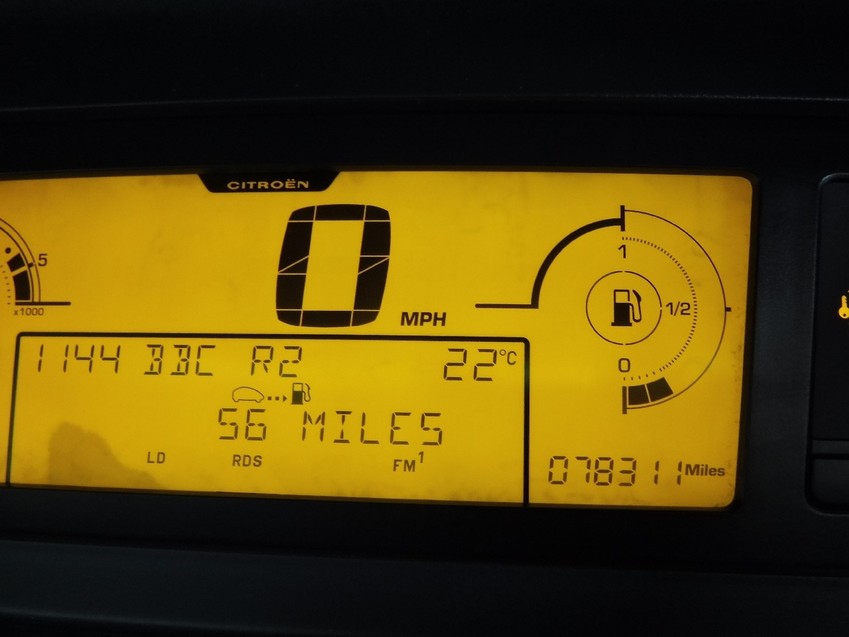 CITROËN
5
x1000
0 MPH
1
1/2
0
1144 BBC R2 22°C
56 MILES
LD RDS FM1
078311 Miles